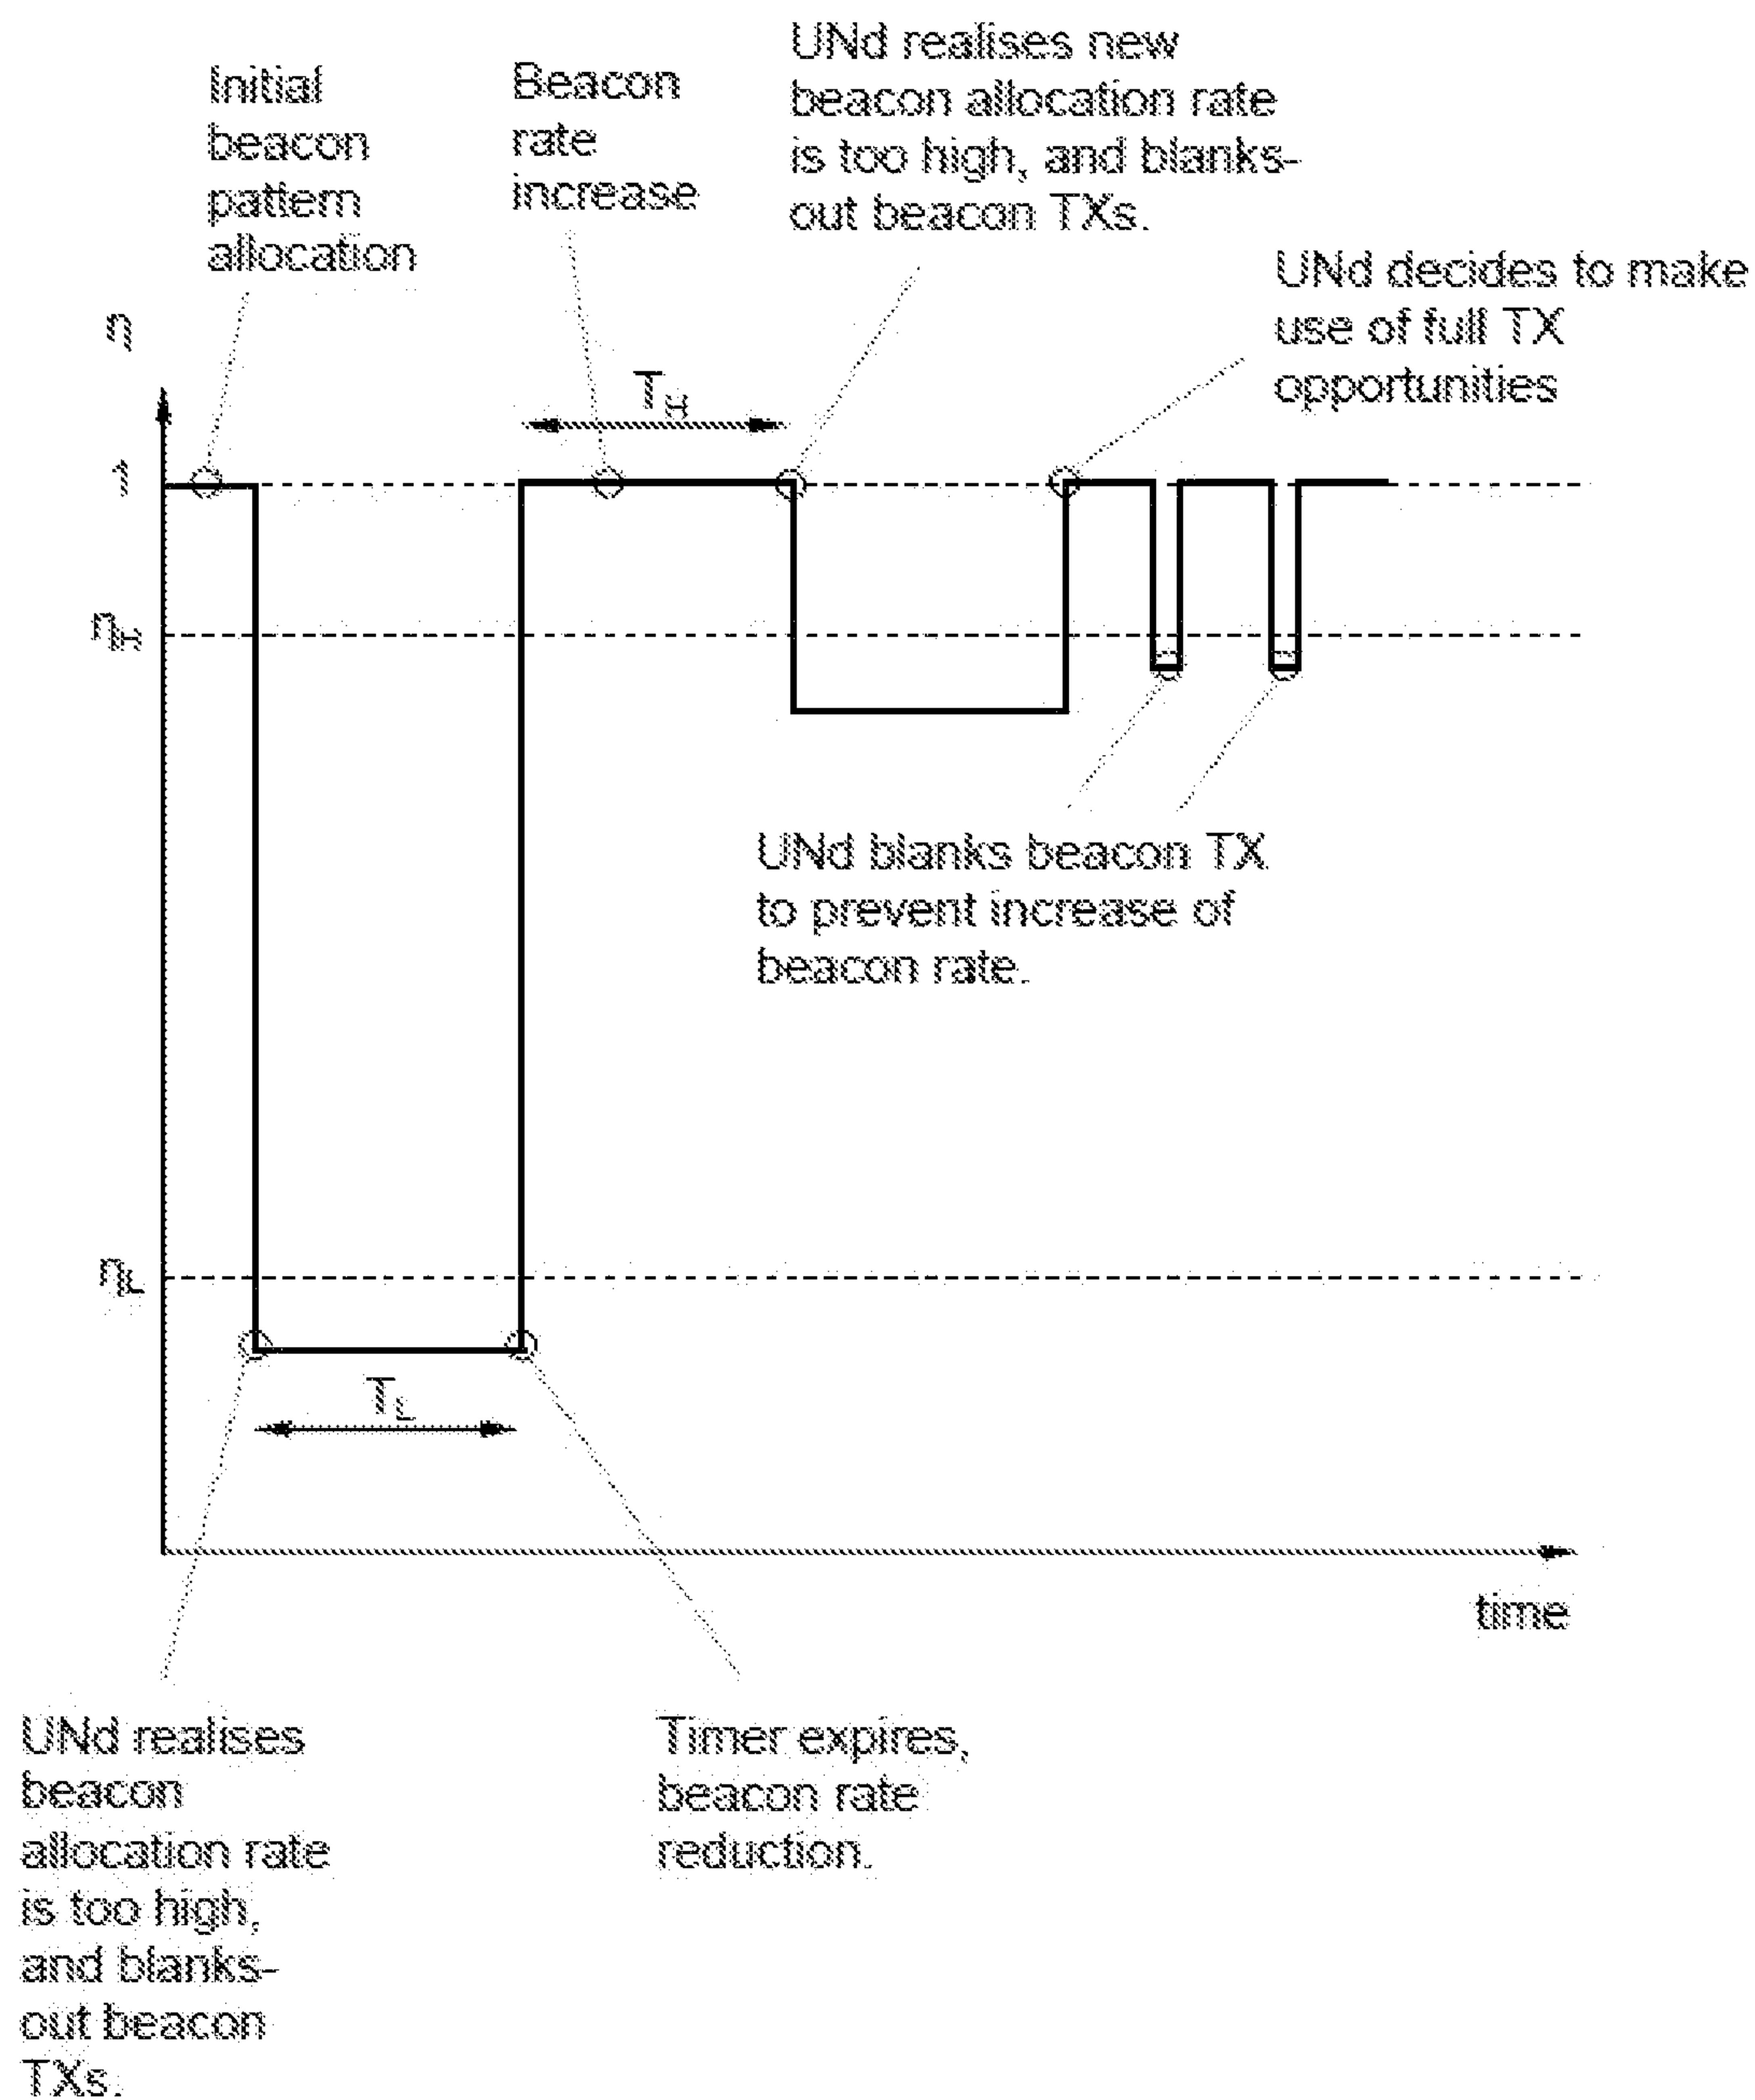 Initial
beacon
pattern
allocation
Beacon
rate
increase
UNd realises new
beacon allocation rate
is too high, and blanks-
out beacon TXs.
UNd decides to make
use of full TX
opportunities
η
T_H
1
η_H
UNd blanks beacon TX
to prevent increase of
beacon rate.
η_L
T_L
time
UNd realises
beacon
allocation rate
is too high,
and blanks-
out beacon
TXs.
Timer expires,
beacon rate
reduction.